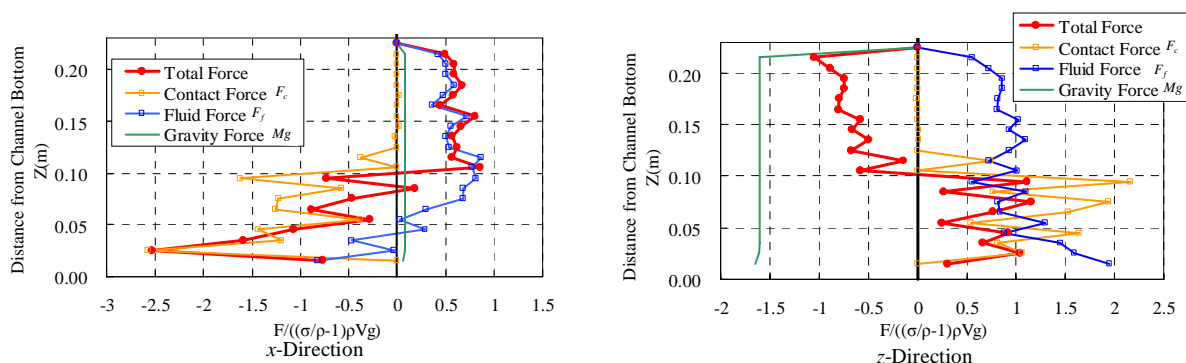 Distance from Channel Bottom
Z(m)
0.20
0.15
0.10
0.05
0.00
Total Force
Contact Force F_c
Fluid Force F_f
Gravity Force Mg
-3 -2.5 -2 -1.5 -1 -0.5 0 0.5 1 1.5
F/((σ/ρ-1)ρVg)
x-Direction
Distance from Channel Bottom
Z(m)
0.20
0.15
0.10
0.05
0.00
Total Force
Contact Force F_c
Fluid Force F_f
Gravity Force Mg
-2 -1.5 -1 -0.5 0 0.5 1 1.5 2 2.5
F/((σ/ρ-1)ρVg)
z-Direction